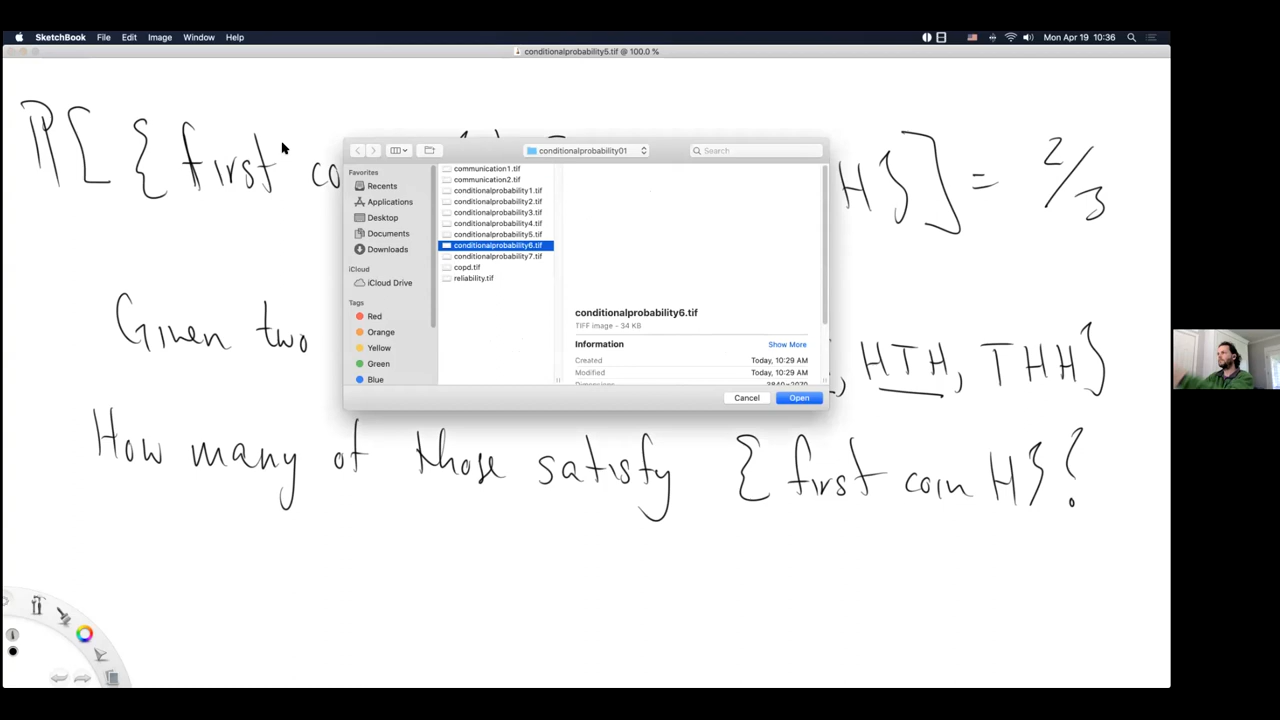 SketchBook File Edit Image Window Help Mon Apr 19 10:36
conditionalprobability5.tif @ 100.0 %
P[ {first co H}] = 2/3
conditionalprobability01 Search
Favorites
Recents
Applications
Desktop
Documents
Downloads
iCloud
iCloud Drive
Tags
Red
Orange
Yellow
Green
Blue
communication1.tif
communication2.tif
conditionalprobability1.tif
conditionalprobability2.tif
conditionalprobability3.tif
conditionalprobability4.tif
conditionalprobability5.tif
conditionalprobability6.tif
conditionalprobability7.tif
copd.tif
reliability.tif
conditionalprobability6.tif
TIFF image - 34 KB
Information Show More
Created Today, 10:29 AM
Modified Today, 10:29 AM
Cancel Open
Given two , HTH, THH}
How many of those satisfy {first coin H}?